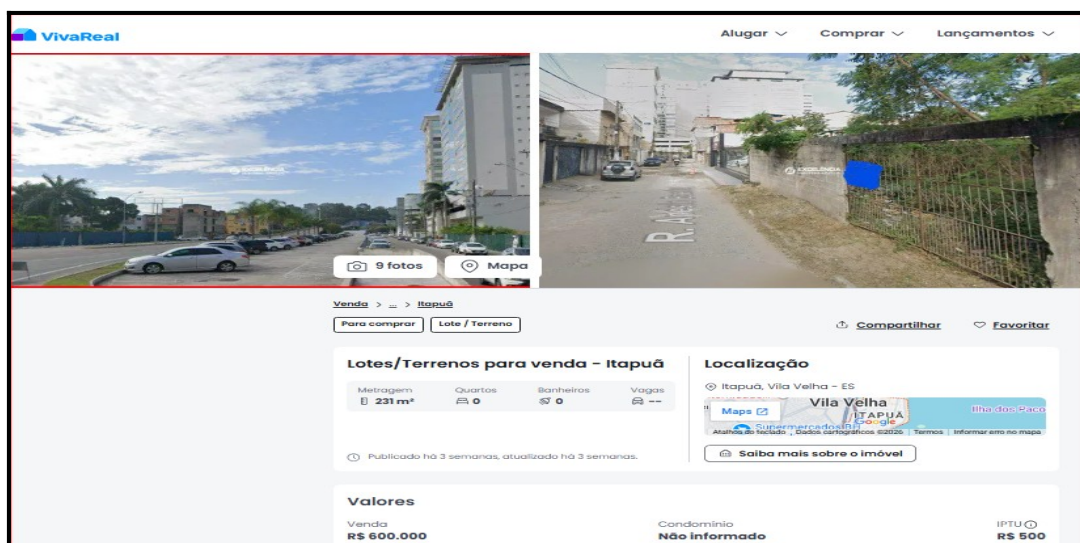 VivaReal
Alugar
Comprar
Lançamentos
EXCELÊNCIA
EXCELÊNCIA
9 fotos
Mapa
Venda > ... > Itapuã
Para comprar
Lote / Terreno
Compartilhar
Favoritar
Lotes/Terrenos para venda - Itapuã
Metragem Quartos Banheiros Vagas
231 m² 0 0 --
Publicado há 3 semanas, atualizado há 3 semanas.
Localização
Itapuã, Vila Velha - ES
Maps
Vila Velha
ITAPUÃ
Google
Ilha dos Paco
Supermercados BH
Atalhos do teclado Dados cartográficos ©2026 Termos Informar erro no mapa
Saiba mais sobre o imóvel
Valores
Venda Condomínio IPTU
R$ 600.000 Não informado R$ 500